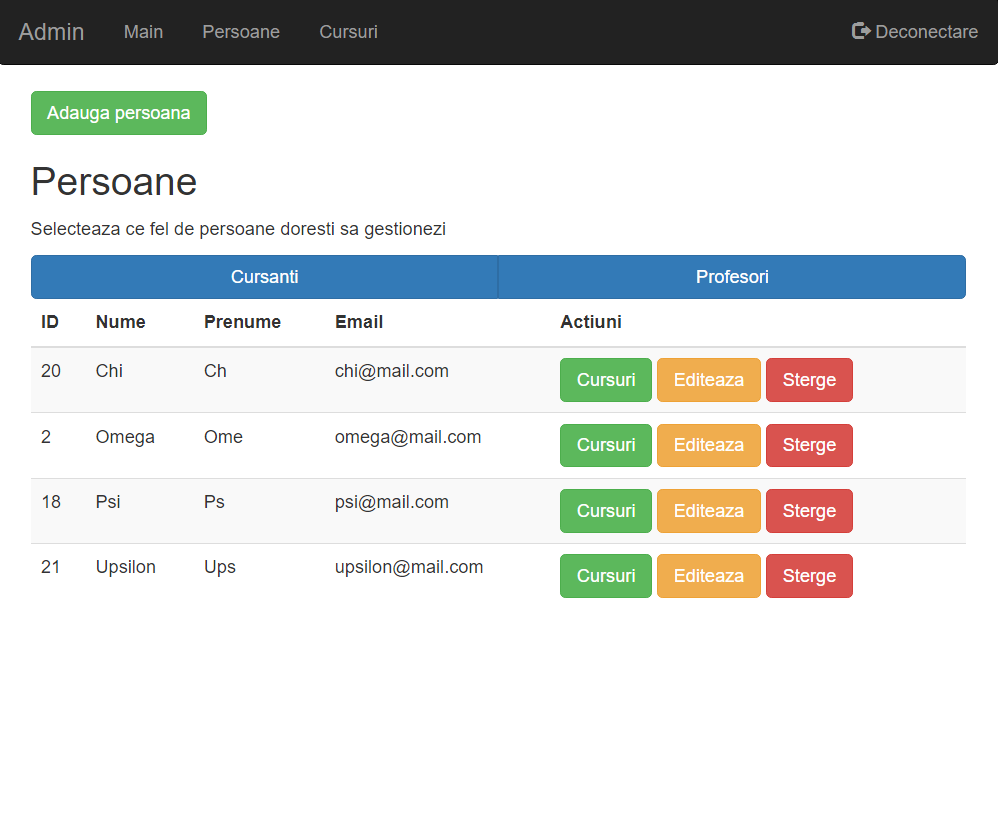 Admin Main Persoane Cursuri Deconectare
Adauga persoana
Persoane
Selecteaza ce fel de persoane doresti sa gestionezi
Cursanti Profesori
ID Nume Prenume Email Actiuni
20 Chi Ch chi@mail.com Cursuri Editeaza Sterge
2 Omega Ome omega@mail.com Cursuri Editeaza Sterge
18 Psi Ps psi@mail.com Cursuri Editeaza Sterge
21 Upsilon Ups upsilon@mail.com Cursuri Editeaza Sterge